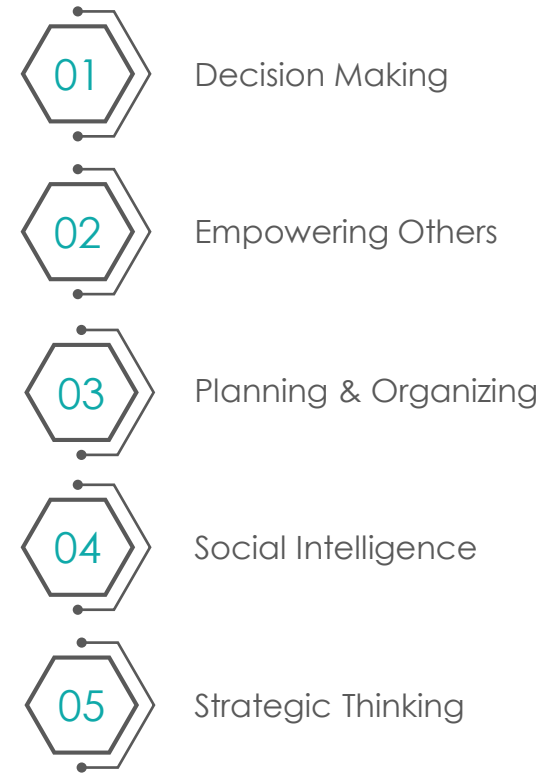 01 Decision Making
02 Empowering Others
03 Planning & Organizing
04 Social Intelligence
05 Strategic Thinking